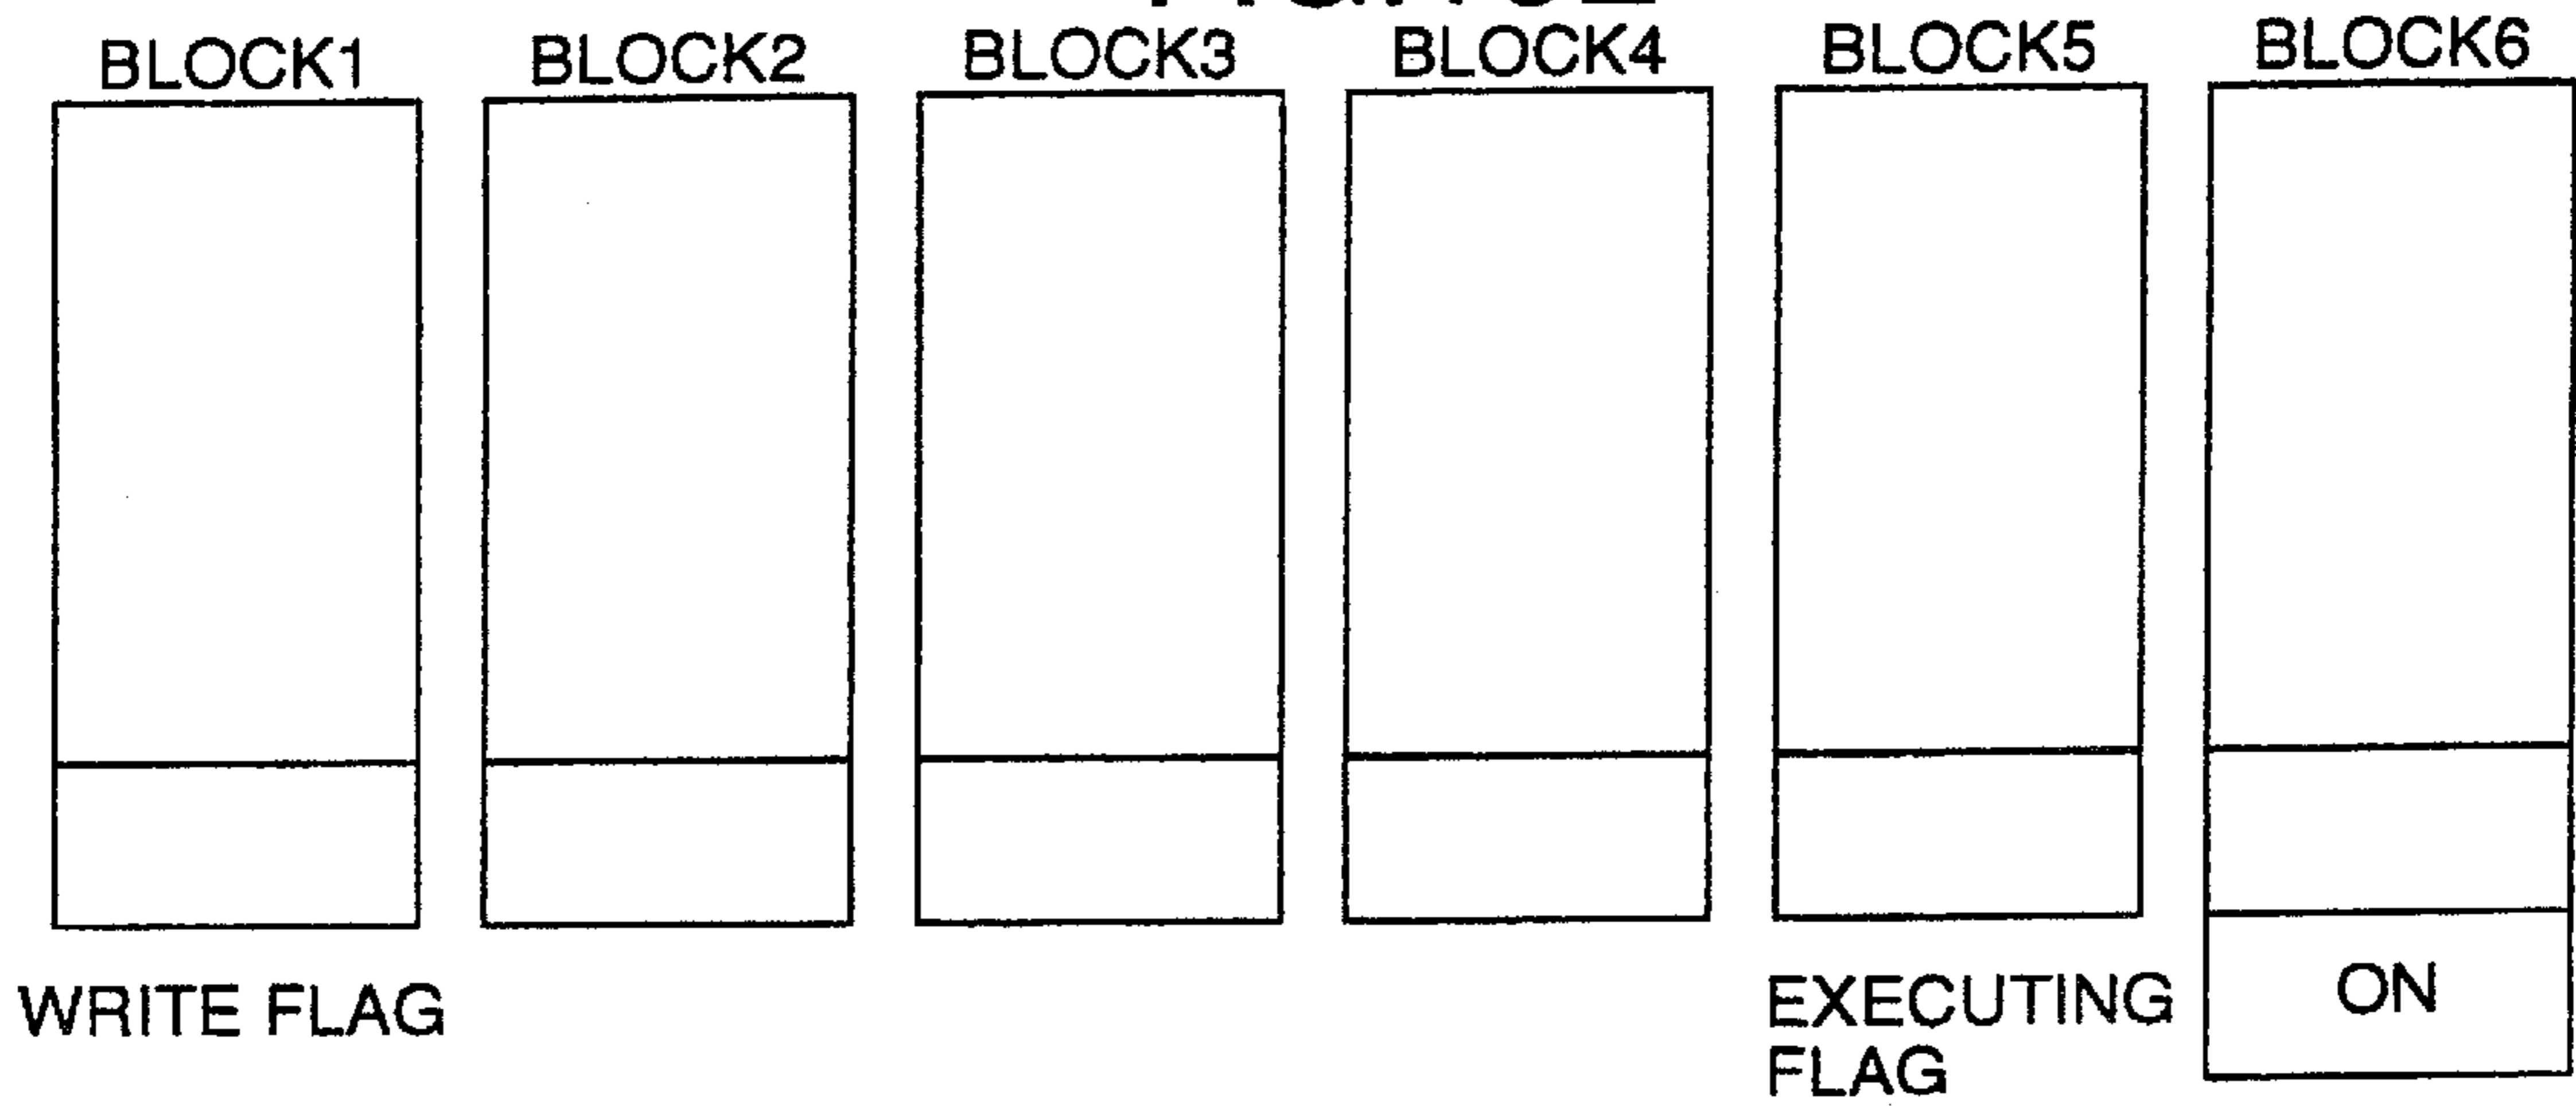 BLOCK1 BLOCK2 BLOCK3 BLOCK4 BLOCK5 BLOCK6
WRITE FLAG
EXECUTING
FLAG
ON